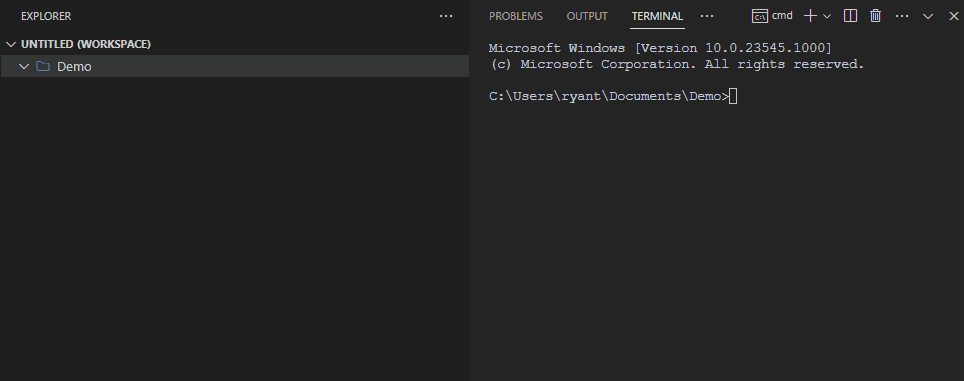 EXPLORER
UNTITLED (WORKSPACE)
Demo
PROBLEMS OUTPUT TERMINAL cmd
Microsoft Windows [Version 10.0.23545.1000]
(c) Microsoft Corporation. All rights reserved.
C:\Users\ryant\Documents\Demo>